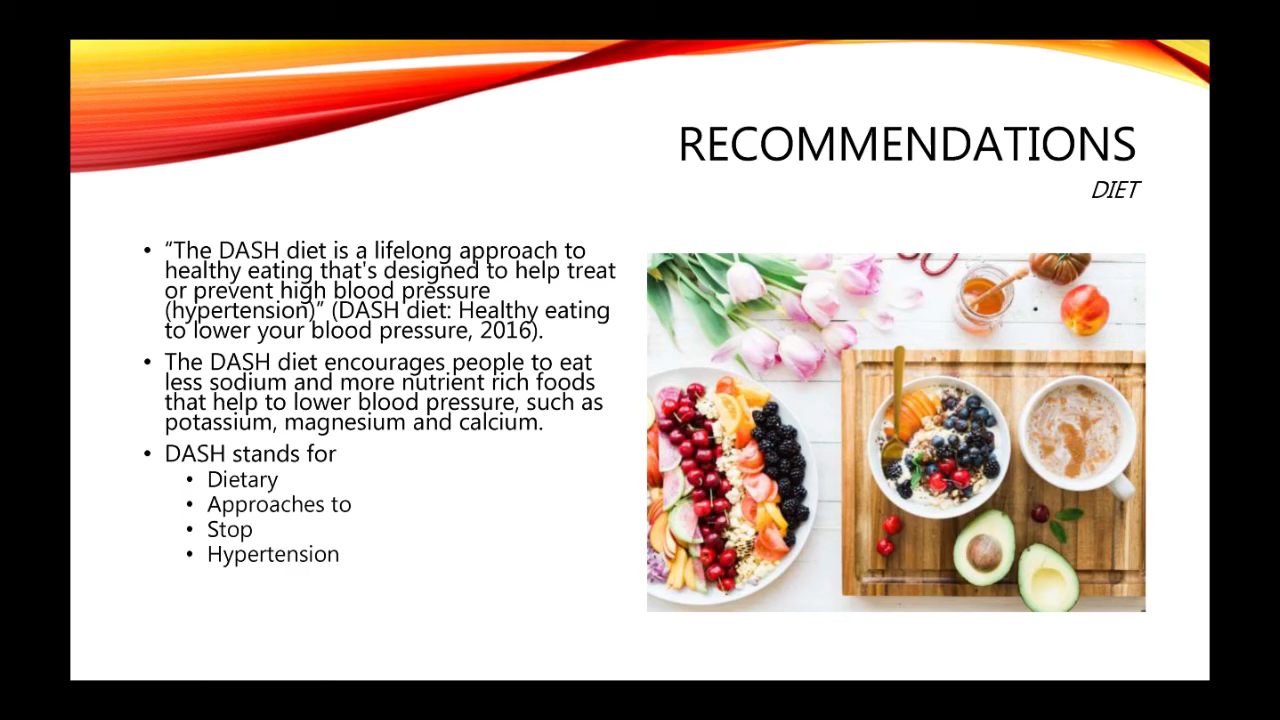 RECOMMENDATIONS
DIET
• “The DASH diet is a lifelong approach to
healthy eating that's designed to help treat
or prevent high blood pressure
(hypertension)” (DASH diet: Healthy eating
to lower your blood pressure, 2016).
• The DASH diet encourages people to eat
less sodium and more nutrient rich foods
that help to lower blood pressure, such as
potassium, magnesium and calcium.
• DASH stands for
• Dietary
• Approaches to
• Stop
• Hypertension